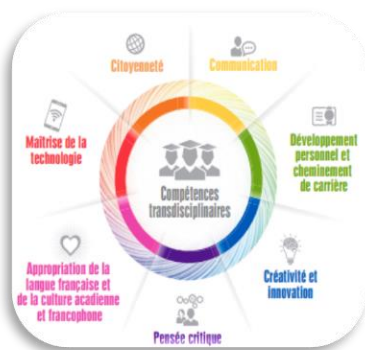 Citoyenneté
Communication
Maîtrise de la
technologie
Développement
personnel et
cheminement
de carrière
Compétences
transdisciplinaires
Appropriation de la
langue française et
de la culture acadienne
et francophone
Créativité et
innovation
Pensée critique